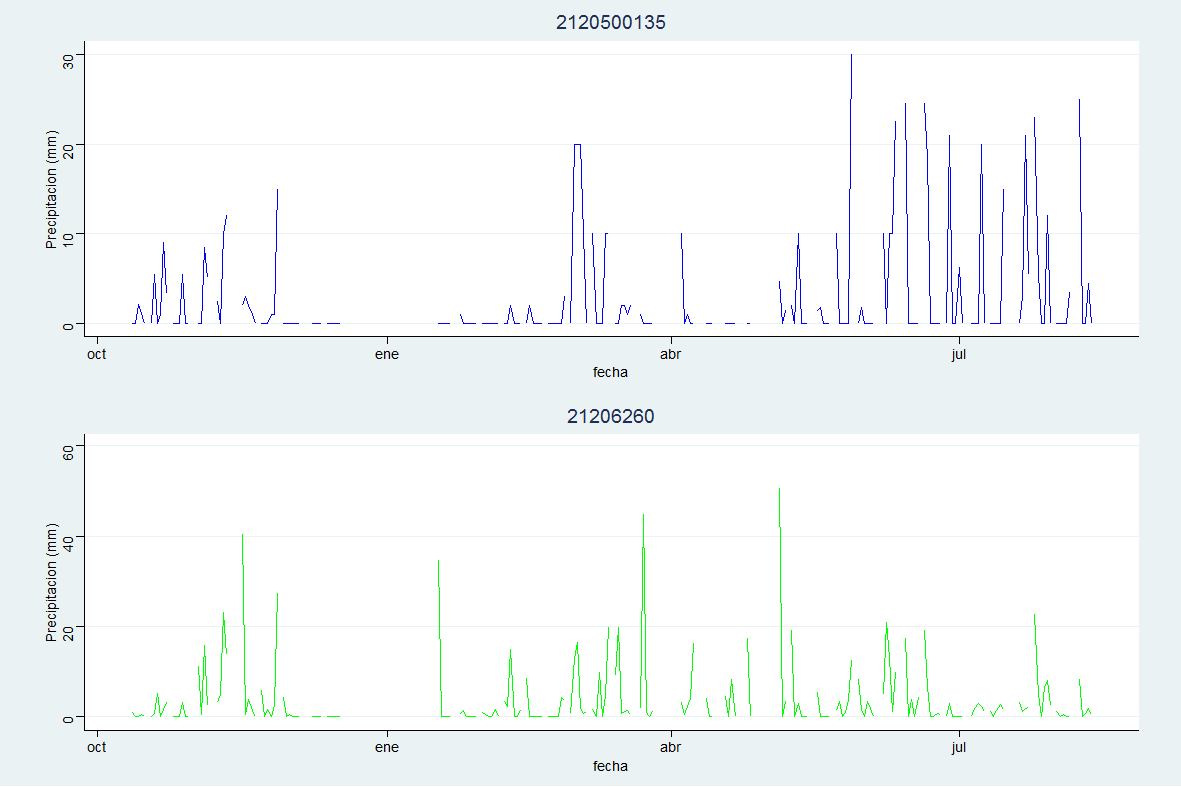 2120500135
Precipitacion (mm)
30
20
10
0
oct ene abr jul
fecha
21206260
Precipitacion (mm)
60
40
20
0
oct ene abr jul
fecha